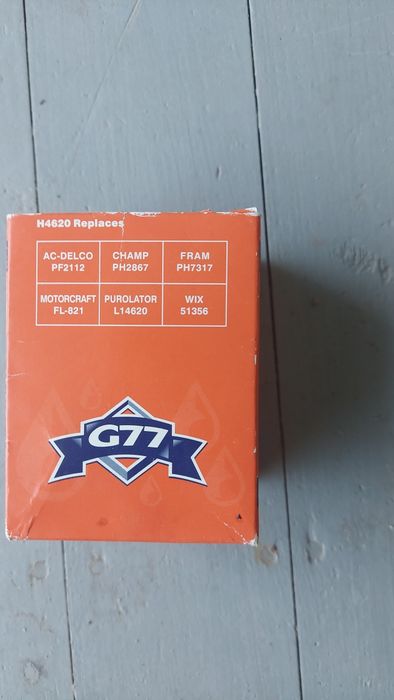 H4620 Replaces
AC-DELCO CHAMP FRAM
PF2112 PH2867 PH7317
MOTORCRAFT PUROLATOR WIX
FL-821 L14620 51356
G77